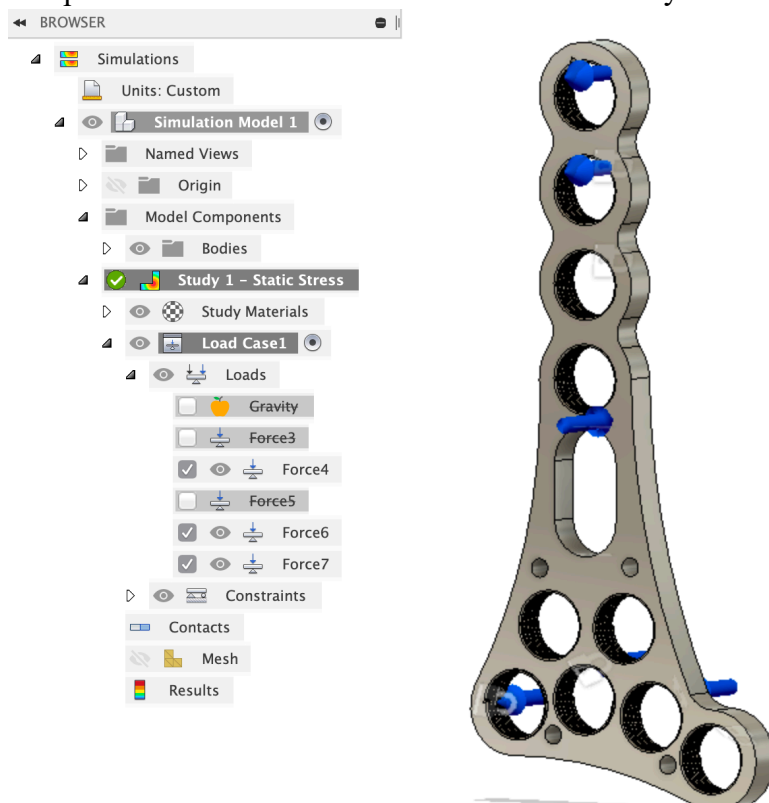 BROWSER
Simulations
Units: Custom
Simulation Model 1
Named Views
Origin
Model Components
Bodies
Study 1 – Static Stress
Study Materials
Load Case1
Loads
Gravity
Force3
Force4
Force5
Force6
Force7
Constraints
Contacts
Mesh
Results